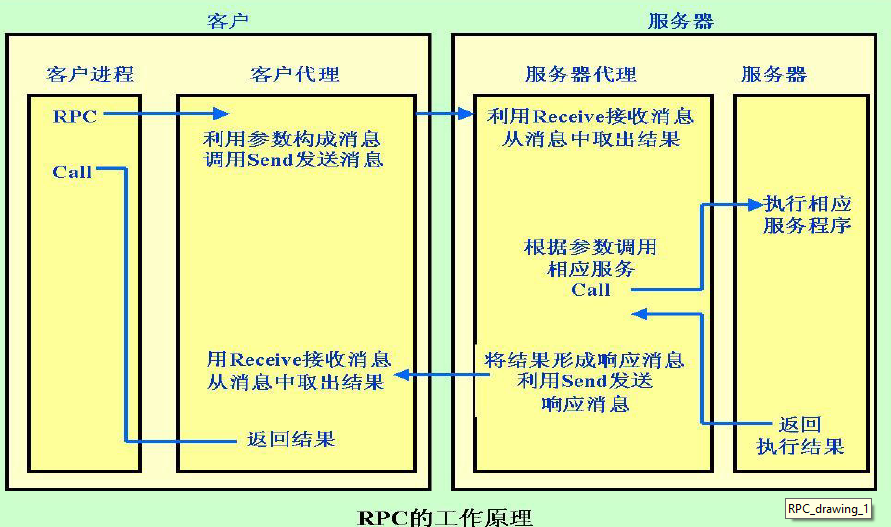 客户
服务器
客户进程
客户代理
服务器代理
服务器
RPC
利用参数构成消息
调用Send发送消息
利用Receive接收消息
从消息中取出结果
Call
执行相应
服务程序
根据参数调用
相应服务
Call
用Receive接收消息
从消息中取出结果
将结果形成响应消息
利用Send发送
响应消息
返回结果
返回
执行结果
RPC的工作原理
RPC_drawing_1